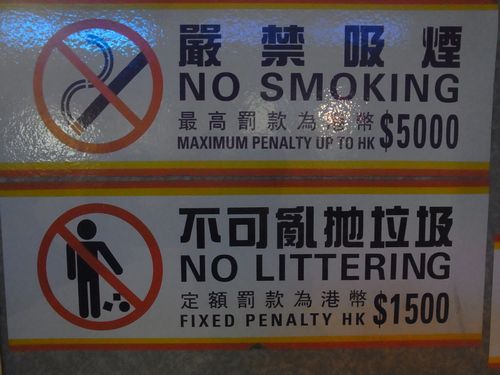 嚴禁吸煙
NO SMOKING
最高罰款為港幣 $5000
MAXIMUM PENALTY UP TO HK
不可亂拋垃圾
NO LITTERING
定額罰款為港幣 $1500
FIXED PENALTY HK